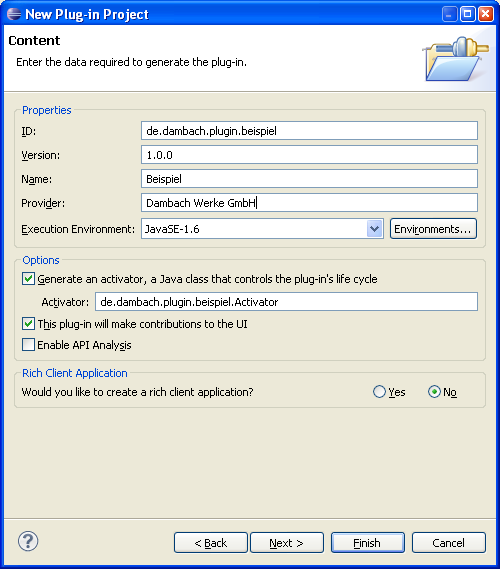 New Plug-in Project
Content
Enter the data required to generate the plug-in.
Properties
ID: de.dambach.plugin.beispiel
Version: 1.0.0
Name: Beispiel
Provider: Dambach Werke GmbH
Execution Environment: JavaSE-1.6 Environments...
Options
Generate an activator, a Java class that controls the plug-in's life cycle
Activator: de.dambach.plugin.beispiel.Activator
This plug-in will make contributions to the UI
Enable API Analysis
Rich Client Application
Would you like to create a rich client application? Yes No
? < Back Next > Finish Cancel